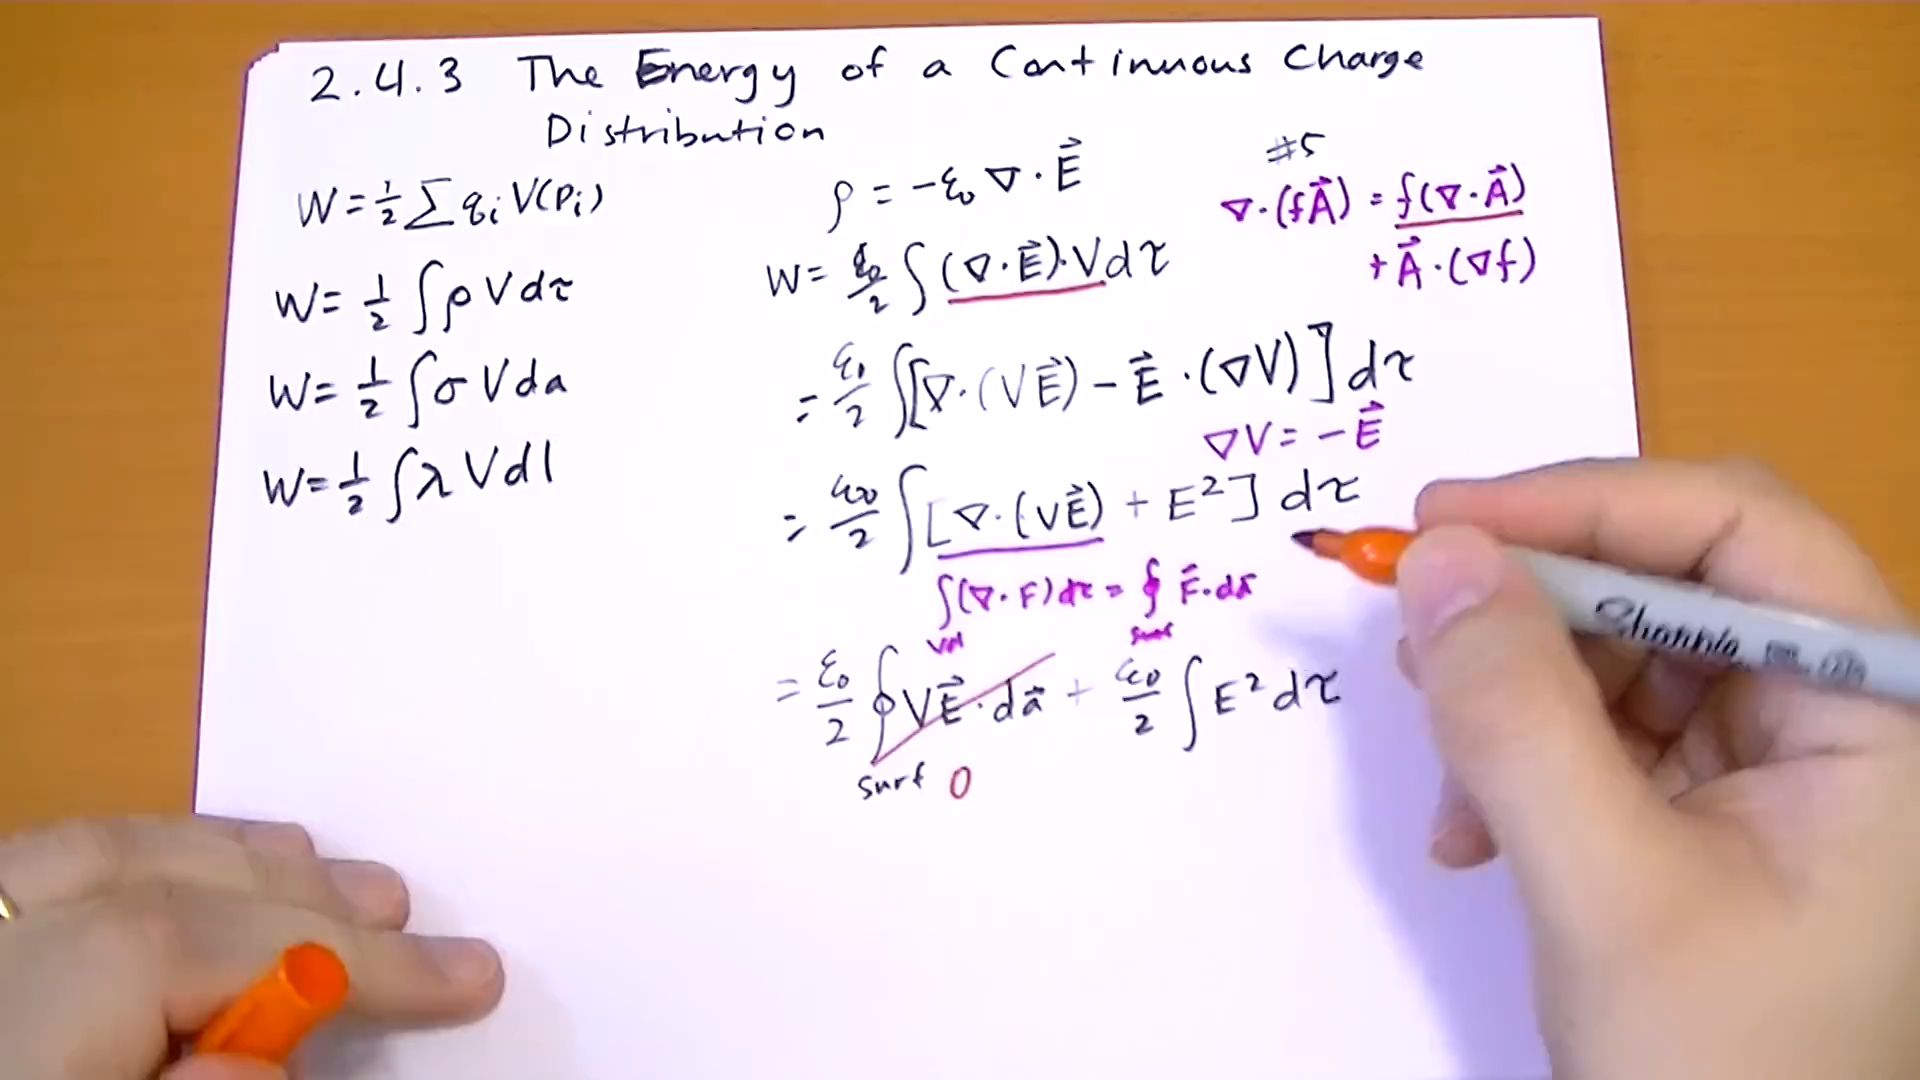 2.4.3 The Energy of a Continuous Charge
Distribution
W = 1/2 ∑ qᵢ V(Pᵢ)
W = 1/2 ∫ρ V dτ
W = 1/2 ∫σ V da
W = 1/2 ∫λ V dl
ρ = -ε₀ ∇·E⃗
W = ε₀/2 ∫(∇·E⃗)·V dτ
= ε₀/2 ∫[∇·(VE⃗) - E⃗·(∇V)] dτ
∇V = -E⃗
= ε₀/2 ∫[∇·(VE⃗) + E²] dτ
∫(∇·F) dτ = ∮ F⃗·da⃗
vol surf
= ε₀/2 ∮ VE⃗·da⃗ + ε₀/2 ∫E² dτ
surf 0
#5
∇·(fA⃗) = f(∇·A⃗)
+ A⃗·(∇f)
Sharpie